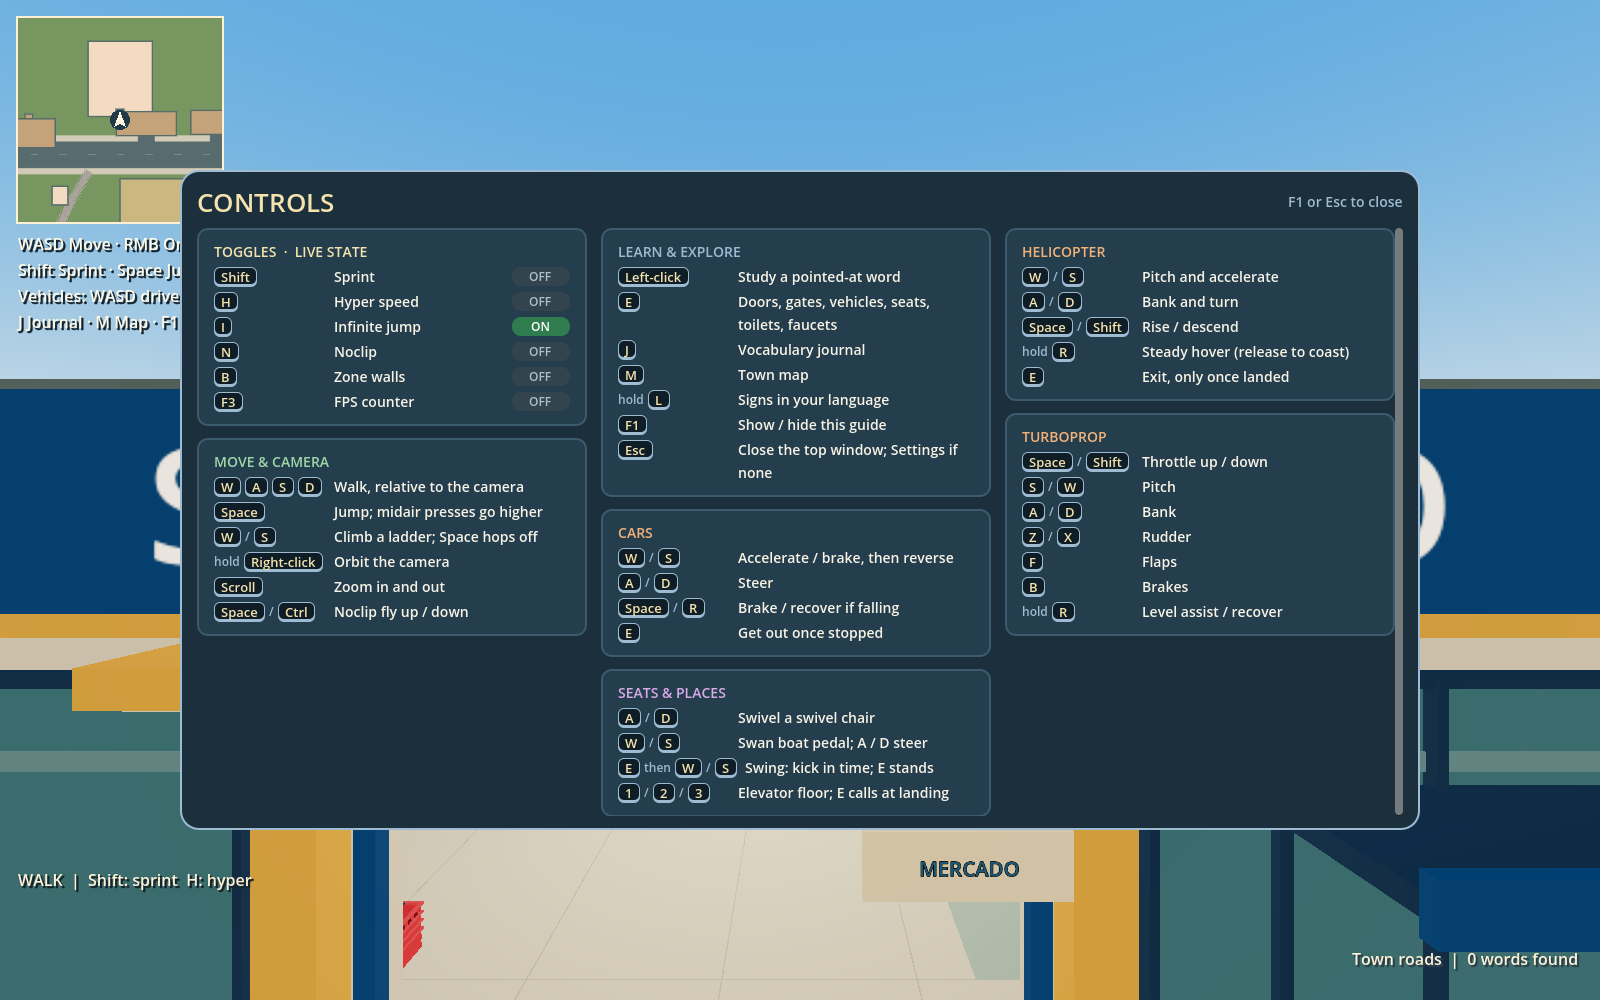 WASD Move · RMB Or
Shift Sprint · Space Ju
Vehicles: WASD drive
J Journal · M Map · F1
CONTROLS
F1 or Esc to close
TOGGLES · LIVE STATE
Shift Sprint OFF
H Hyper speed OFF
I Infinite jump ON
N Noclip OFF
B Zone walls OFF
F3 FPS counter OFF
MOVE & CAMERA
W A S D Walk, relative to the camera
Space Jump; midair presses go higher
W / S Climb a ladder; Space hops off
hold Right-click Orbit the camera
Scroll Zoom in and out
Space / Ctrl Noclip fly up / down
LEARN & EXPLORE
Left-click Study a pointed-at word
E Doors, gates, vehicles, seats,
toilets, faucets
J Vocabulary journal
M Town map
hold L Signs in your language
F1 Show / hide this guide
Esc Close the top window; Settings if
none
CARS
W / S Accelerate / brake, then reverse
A / D Steer
Space / R Brake / recover if falling
E Get out once stopped
SEATS & PLACES
A / D Swivel a swivel chair
W / S Swan boat pedal; A / D steer
E then W / S Swing: kick in time; E stands
1 / 2 / 3 Elevator floor; E calls at landing
HELICOPTER
W / S Pitch and accelerate
A / D Bank and turn
Space / Shift Rise / descend
hold R Steady hover (release to coast)
E Exit, only once landed
TURBOPROP
Space / Shift Throttle up / down
S / W Pitch
A / D Bank
Z / X Rudder
F Flaps
B Brakes
hold R Level assist / recover
MERCADO
WALK | Shift: sprint H: hyper
Town roads | 0 words found